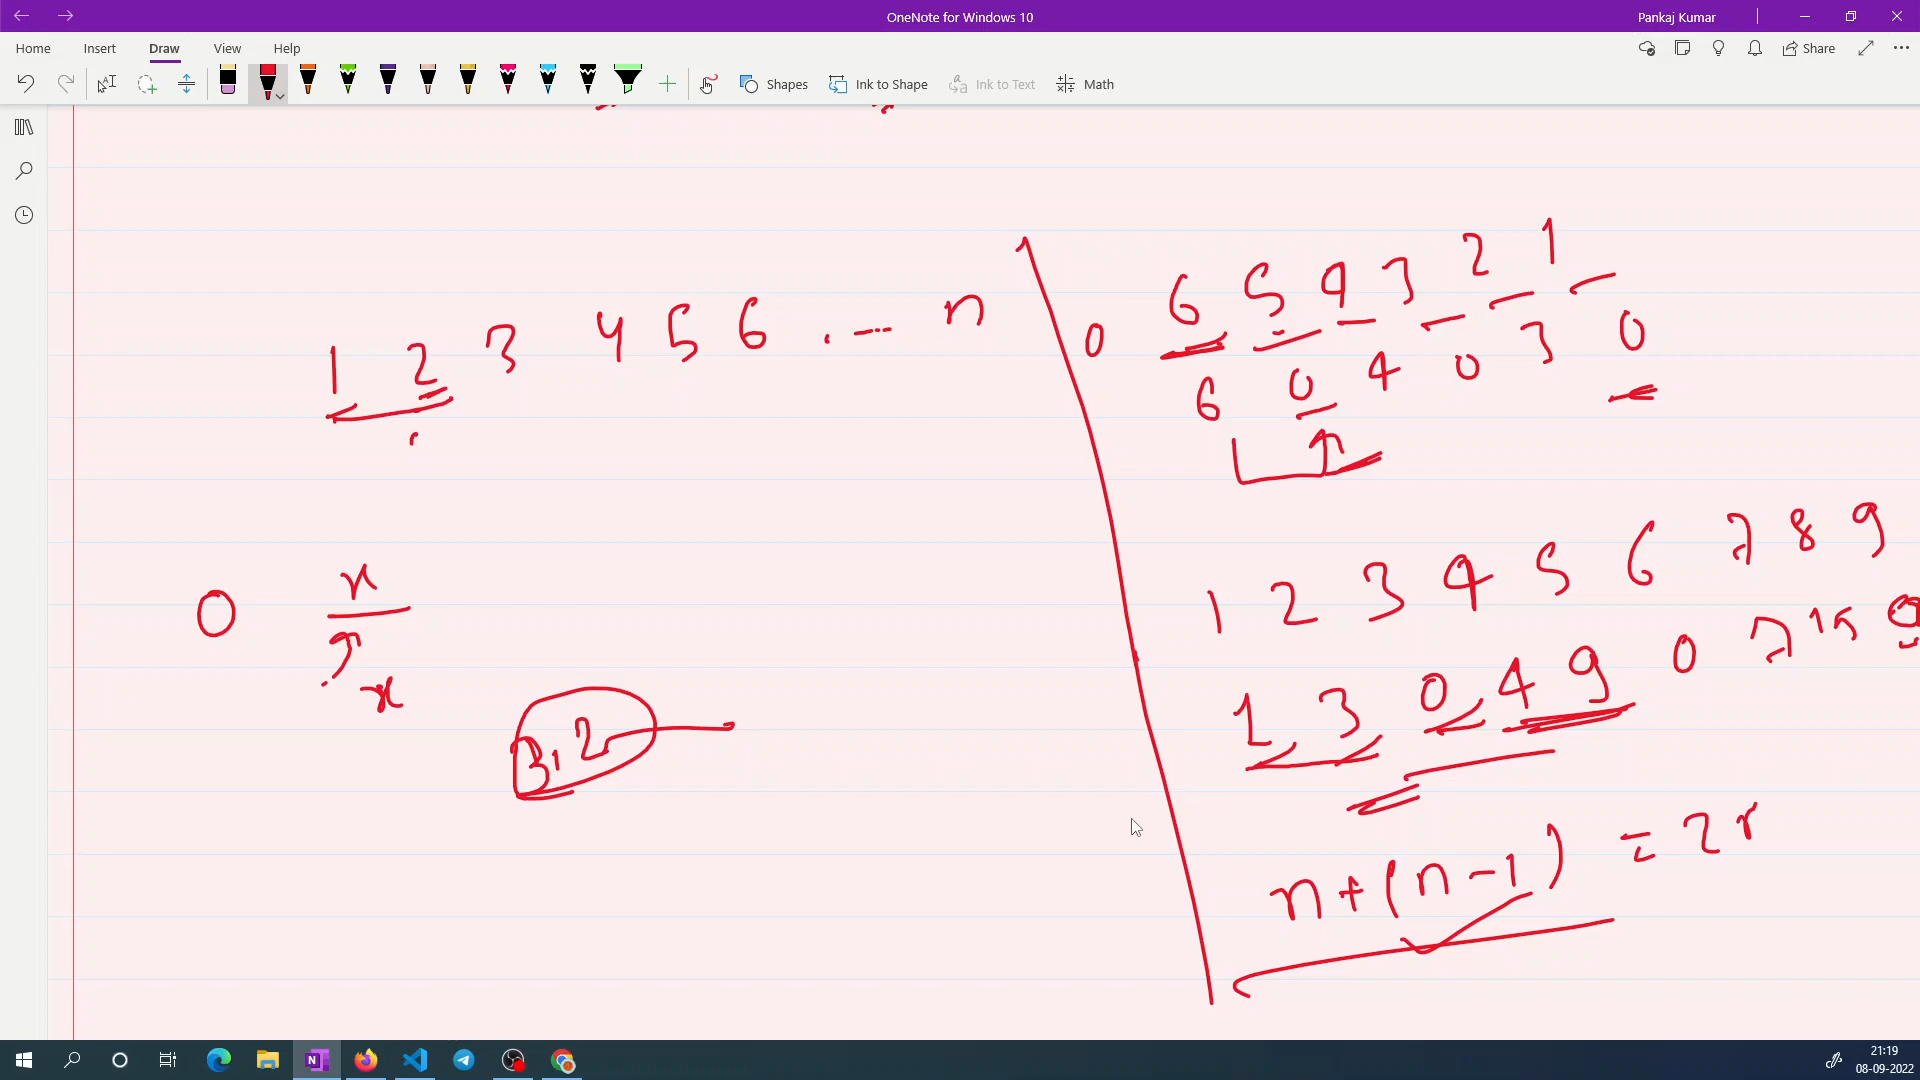 OneNote for Windows 10
Pankaj Kumar
Home Insert Draw View Help
Share
Shapes Ink to Shape Ink to Text Math
1 2 3 4 5 6 . --- n
0 x
x
3, 2
6 5 4 3 2 1
0
6 0 4 0 3 0
1 2 3 4 5 6 7 8 9
1 3 0 4 9 0 7 15
n+(n-1) = 2r
21:19
08-09-2022